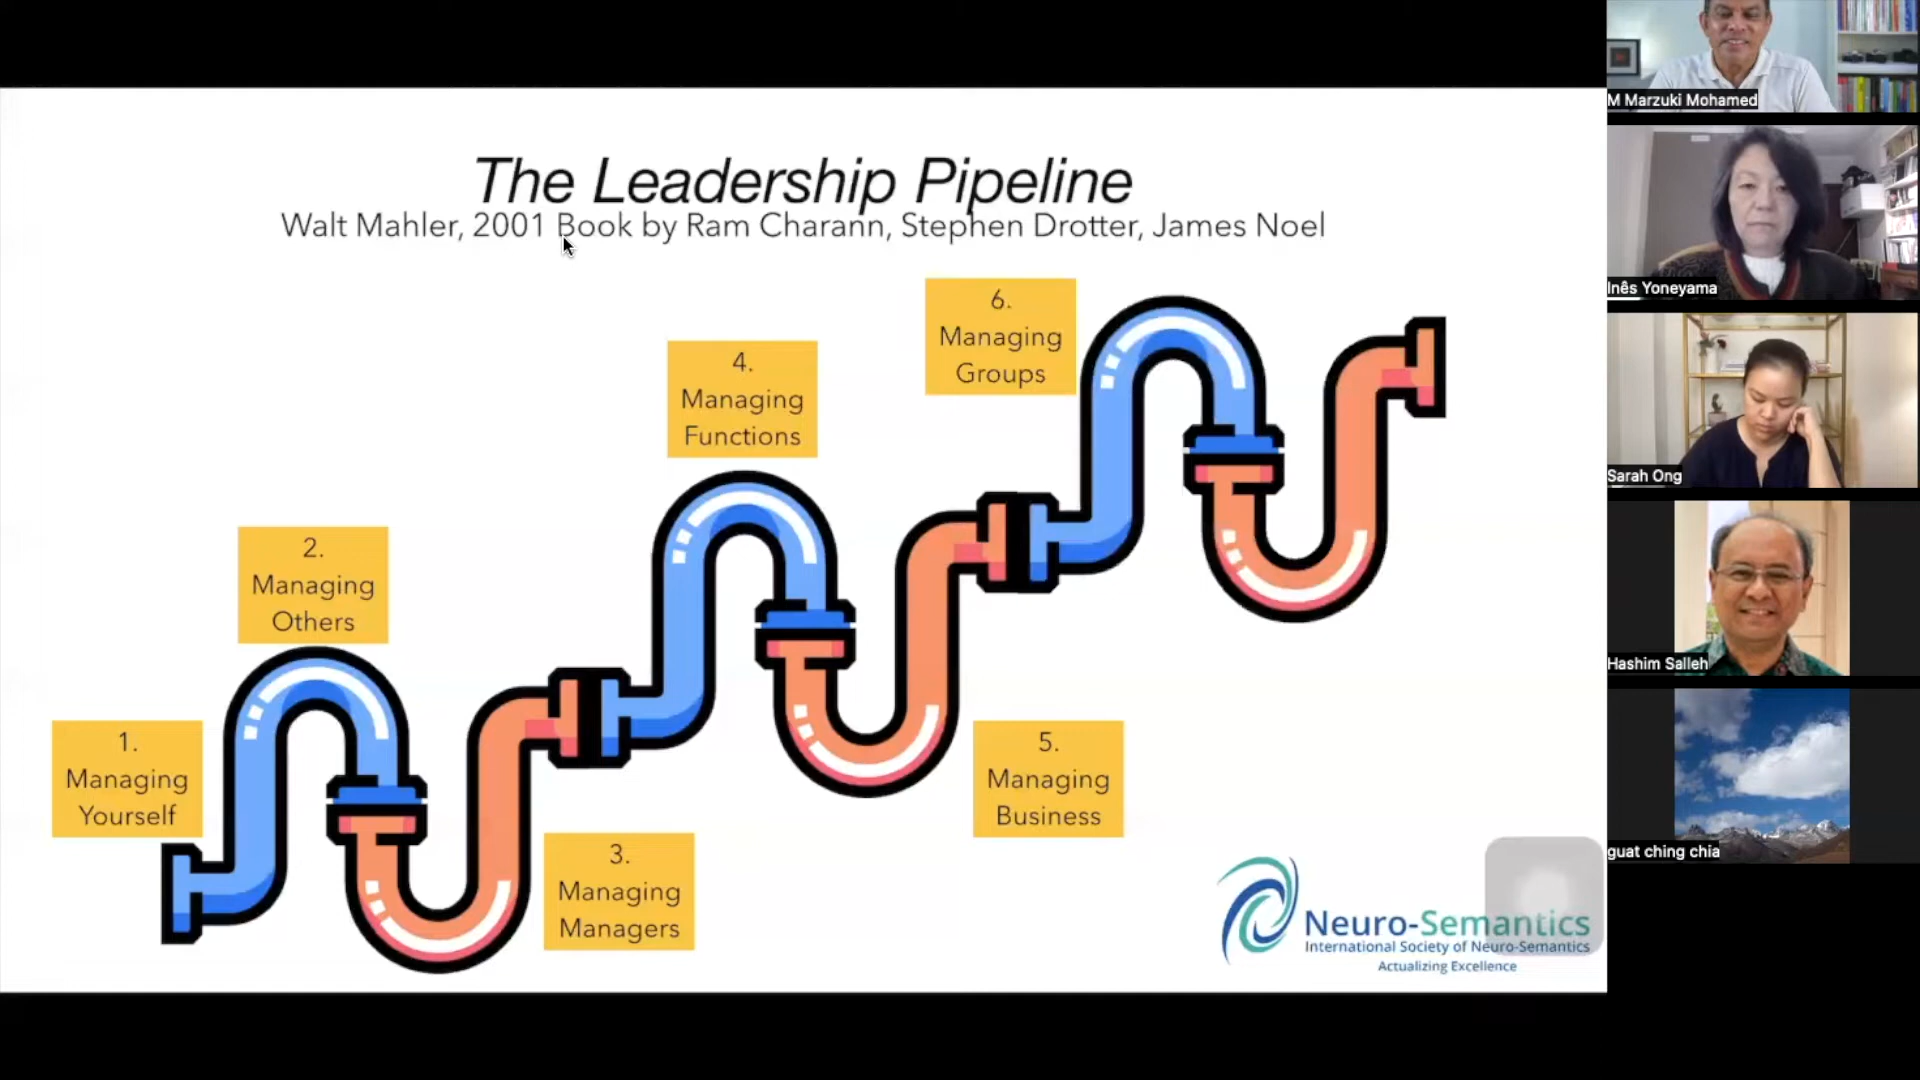 The Leadership Pipeline
Walt Mahler, 2001 Book by Ram Charann, Stephen Drotter, James Noel
1.
Managing
Yourself
2.
Managing
Others
3.
Managing
Managers
4.
Managing
Functions
5.
Managing
Business
6.
Managing
Groups
Neuro-Semantics
International Society of Neuro-Semantics
Actualizing Excellence
M Marzuki Mohamed
Inês Yoneyama
Sarah Ong
Hashim Salleh
guat ching chia